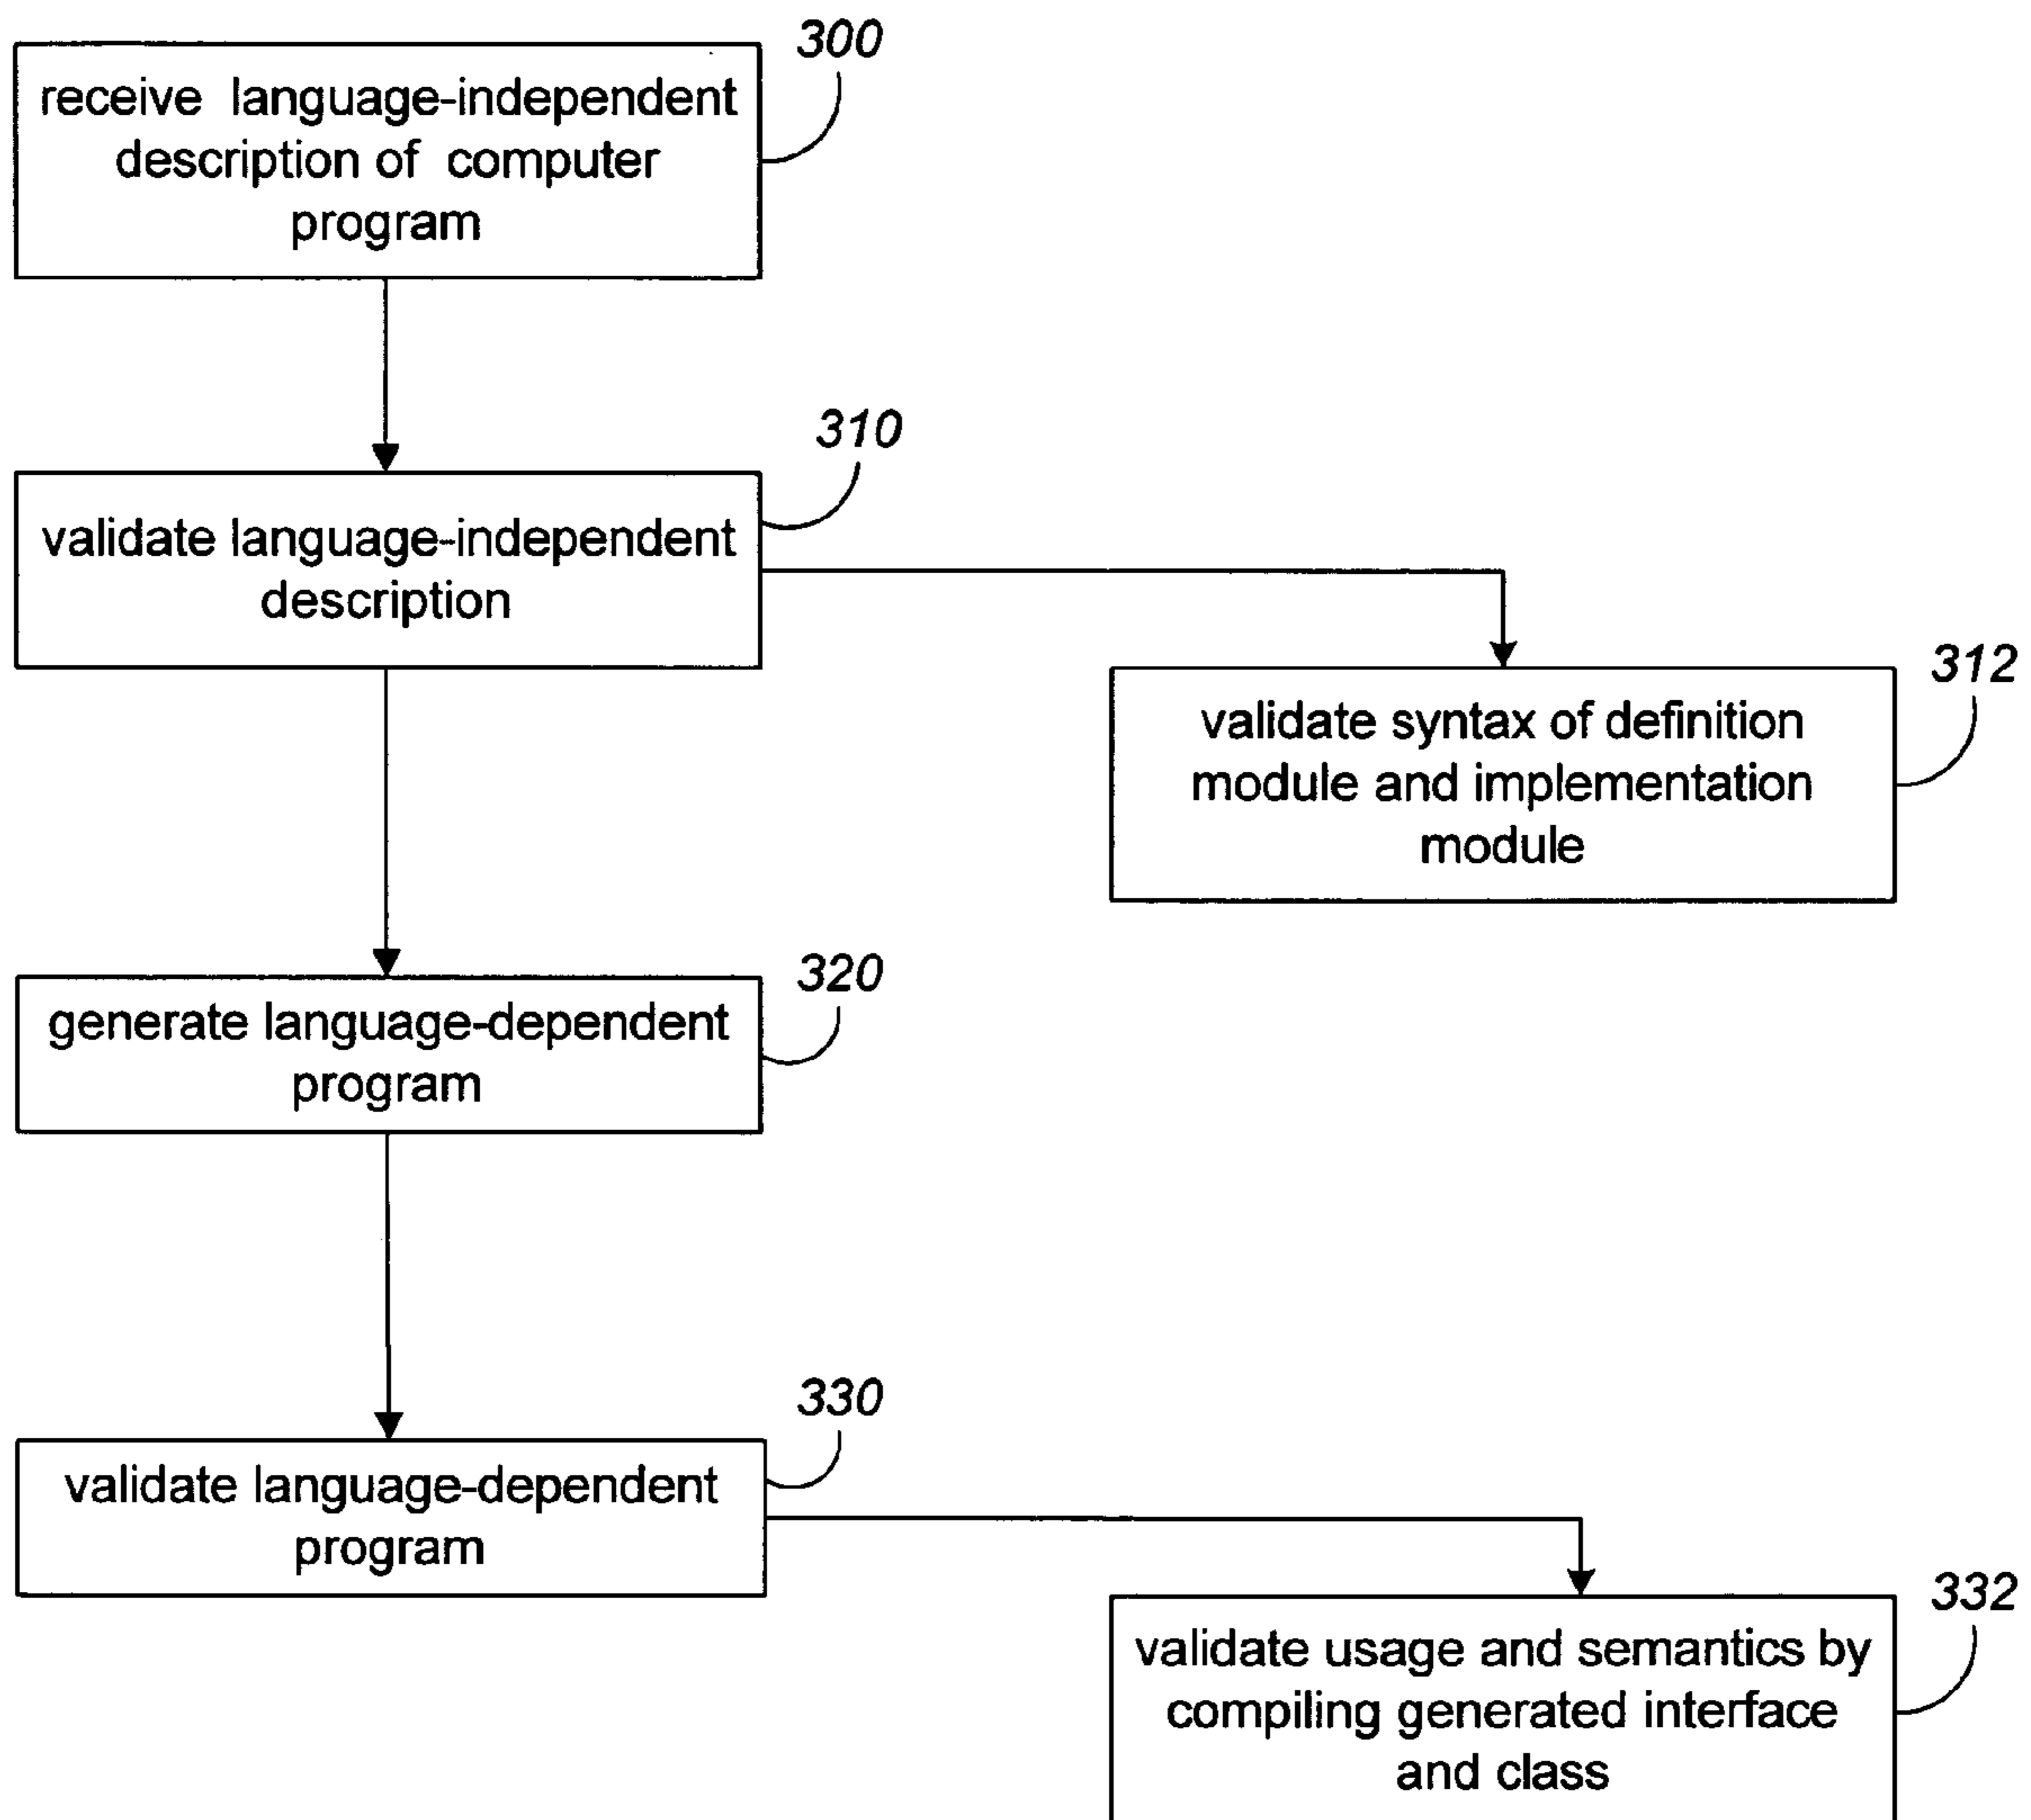 300
receive language-independent
description of computer
program
310
validate language-independent
description
312
validate syntax of definition
module and implementation
module
320
generate language-dependent
program
330
validate language-dependent
program
332
validate usage and semantics by
compiling generated interface
and class